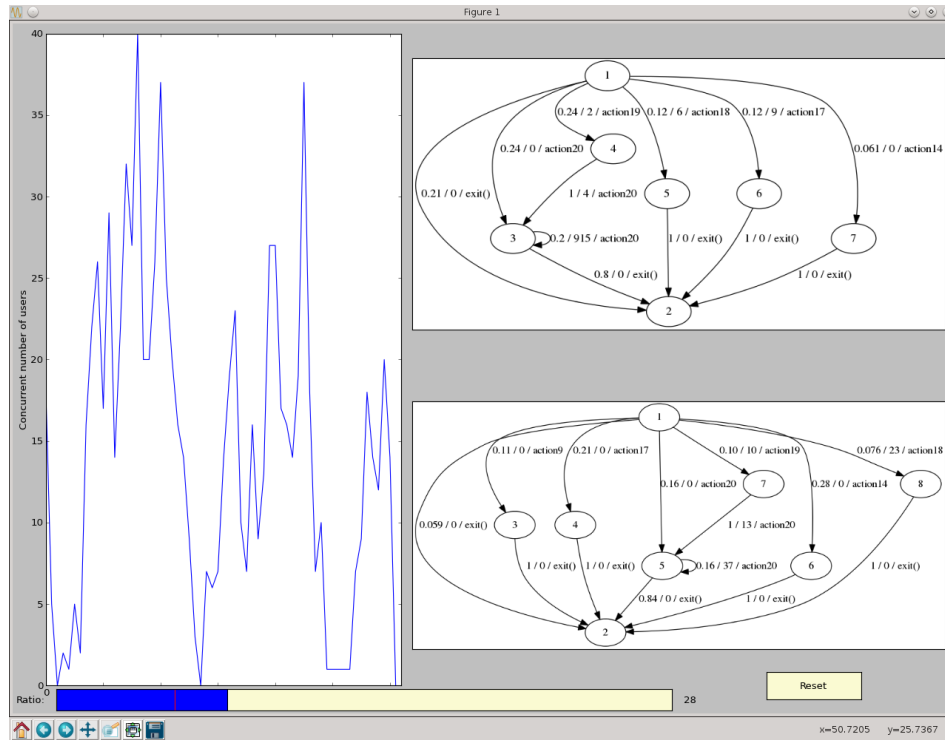 Figure 1
Concurrent number of users
40
35
30
25
20
15
10
5
0
0
1
0.24 / 2 / action19
0.12 / 6 / action18
0.12 / 9 / action17
0.24 / 0 / action20
4
0.061 / 0 / action14
0.21 / 0 / exit()
1 / 4 / action20
5
6
3
0.2 / 915 / action20
1 / 0 / exit()
1 / 0 / exit()
7
0.8 / 0 / exit()
1 / 0 / exit()
2
1
0.11 / 0 / action9
0.21 / 0 / action17
0.10 / 10 / action19
0.076 / 23 / action18
0.16 / 0 / action20
7
0.28 / 0 / action14
8
0.059 / 0 / exit()
3
4
1 / 13 / action20
1 / 0 / exit()
1 / 0 / exit()
5
0.16 / 37 / action20
6
1 / 0 / exit()
0.84 / 0 / exit()
1 / 0 / exit()
2
Ratio:
28
Reset
x=50.7205 y=25.7367